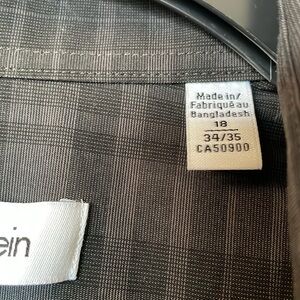 Made in/
Fabriqué au
Bangladesh
18
34/35
CA50900
ein